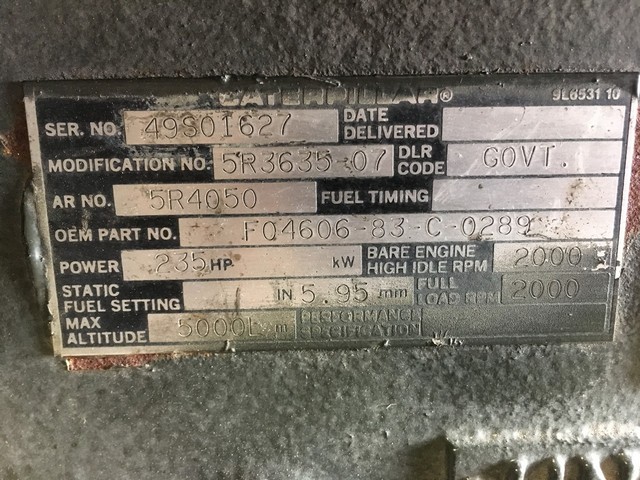 CATERPILLAR® 9L6531 10
SER. NO. 49S01627 DATE DELIVERED
MODIFICATION NO. 5R3635-07 DLR CODE GOVT.
AR NO. 5R4050 FUEL TIMING
OEM PART NO. F04606-83-C-0289
POWER 235 HP kW BARE ENGINE HIGH IDLE RPM 2000
STATIC FUEL SETTING IN 5.95 mm FULL LOAD RPM 2000
MAX ALTITUDE 5000 m PERFORMANCE SPECIFICATION